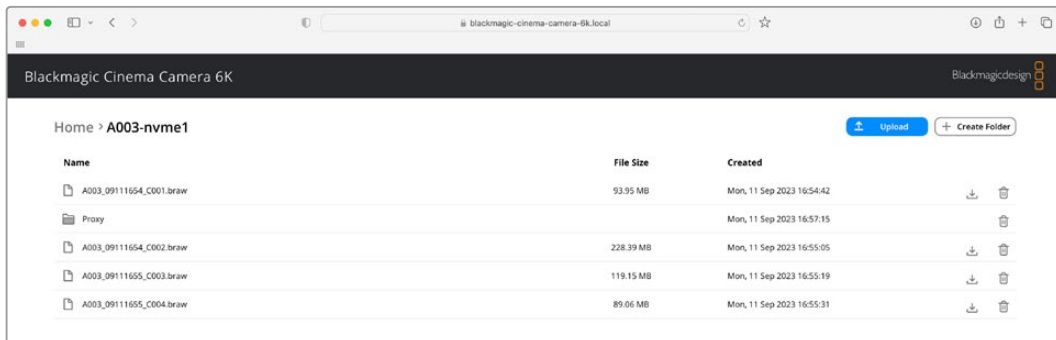 blackmagic-cinema-camera-6k.local
Blackmagic Cinema Camera 6K
Blackmagicdesign
Home > A003-nvme1
Upload
+ Create Folder
Name File Size Created
A003_09111654_C001.braw 93.95 MB Mon, 11 Sep 2023 16:54:42
Proxy Mon, 11 Sep 2023 16:57:15
A003_09111654_C002.braw 228.39 MB Mon, 11 Sep 2023 16:55:05
A003_09111655_C003.braw 119.15 MB Mon, 11 Sep 2023 16:55:19
A003_09111655_C004.braw 89.06 MB Mon, 11 Sep 2023 16:55:31